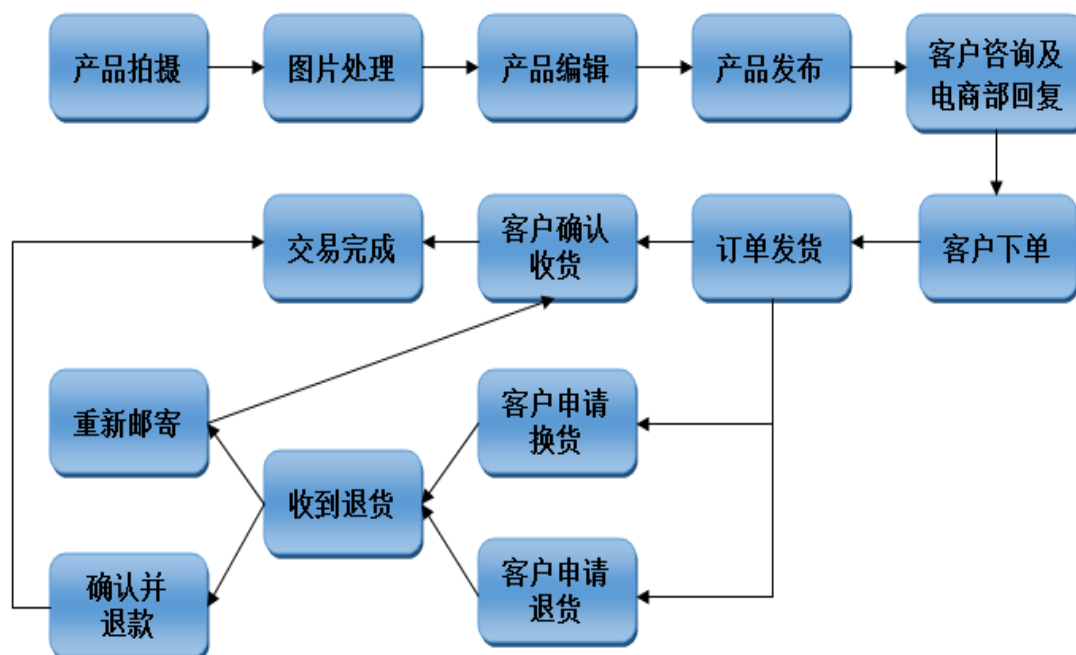 产品拍摄
图片处理
产品编辑
产品发布
客户咨询及
电商部回复
交易完成
客户确认
收货
订单发货
客户下单
重新邮寄
客户申请
换货
收到退货
确认并
退款
客户申请
退货